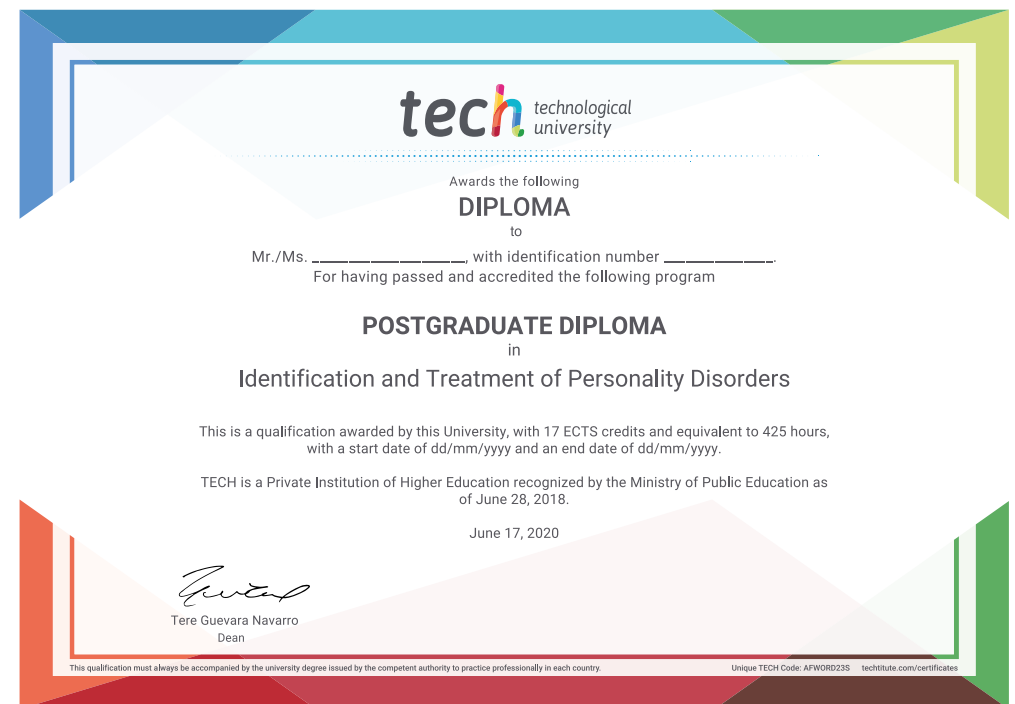 tech technological
university
Awards the following
DIPLOMA
to
Mr./Ms. ________________, with identification number ____________.
For having passed and accredited the following program
POSTGRADUATE DIPLOMA
in
Identification and Treatment of Personality Disorders
This is a qualification awarded by this University, with 17 ECTS credits and equivalent to 425 hours,
with a start date of dd/mm/yyyy and an end date of dd/mm/yyyy.
TECH is a Private Institution of Higher Education recognized by the Ministry of Public Education as
of June 28, 2018.
June 17, 2020
Tere Guevara Navarro
Dean
This qualification must always be accompanied by the university degree issued by the competent authority to practice professionally in each country. Unique TECH Code: AFWORD23S techtitute.com/certificates